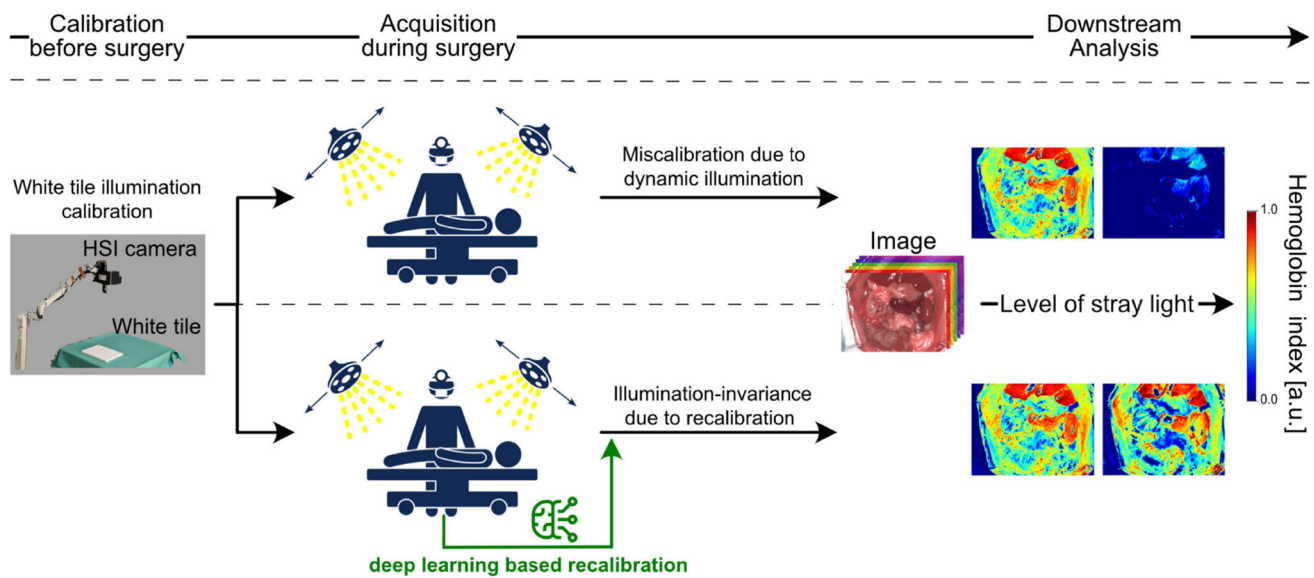 Calibration
before surgery
Acquisition
during surgery
Downstream
Analysis
White tile illumination
calibration
HSI camera
White tile
Miscalibration due to
dynamic illumination
Image
Level of stray light
Illumination-invariance
due to recalibration
deep learning based recalibration
1.0
0.0
Hemoglobin index [a.u.]